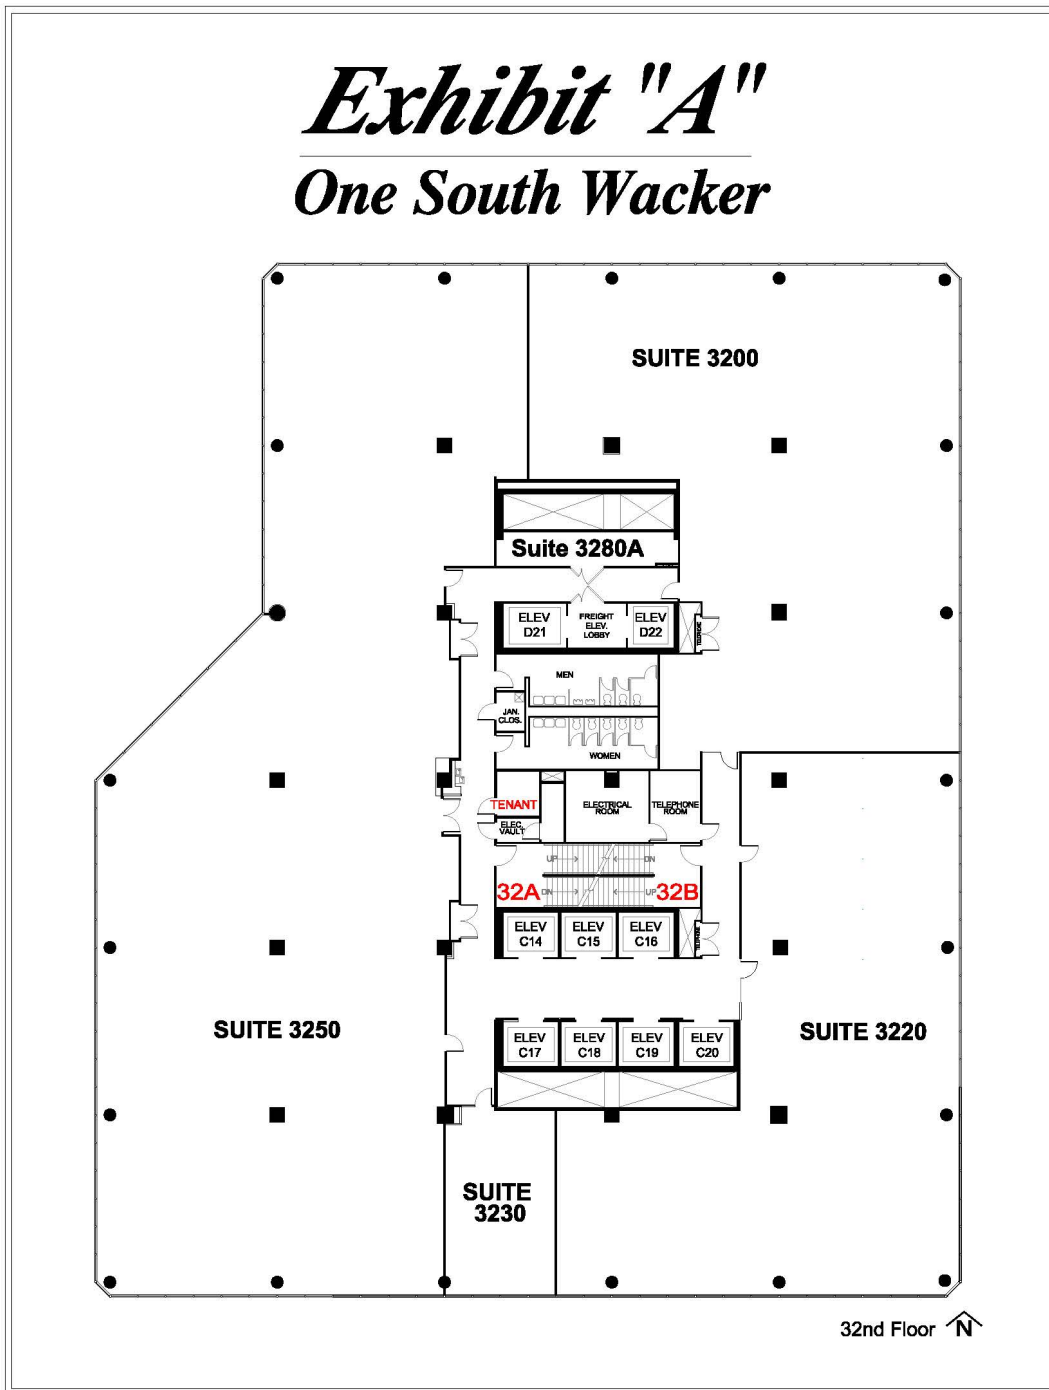 Exhibit "A"
One South Wacker
SUITE 3200
Suite 3280A
ELEV
D21
FREIGHT
ELEV.
LOBBY
ELEV
D22
TELEPHONE
MEN
JAN.
CLOS.
WOMEN
TENANT
ELECTRICAL
ROOM
TELEPHONE
ROOM
ELEC.
VAULT
UP
DN
32A
DN
UP
32B
ELEV
C14
ELEV
C15
ELEV
C16
TELEPHONE
SUITE 3250
ELEV
C17
ELEV
C18
ELEV
C19
ELEV
C20
SUITE 3220
SUITE
3230
32nd Floor N